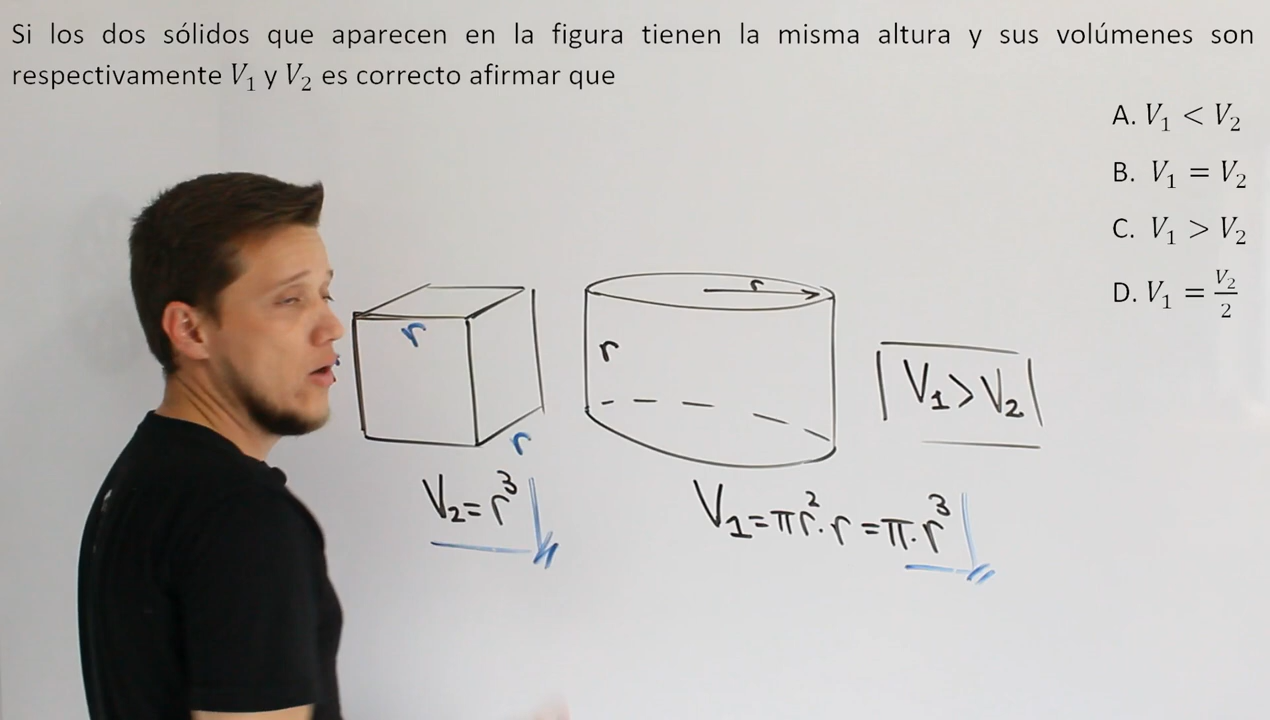 Si los dos sólidos que aparecen en la figura tienen la misma altura y sus volúmenes son
respectivamente V₁ y V₂ es correcto afirmar que
A. V₁ < V₂
B. V₁ = V₂
C. V₁ > V₂
D. V₁ = V₂/2
r
r
r
r
V₁ > V₂
V₂ = r³
V₁ = πr². r = π. r³